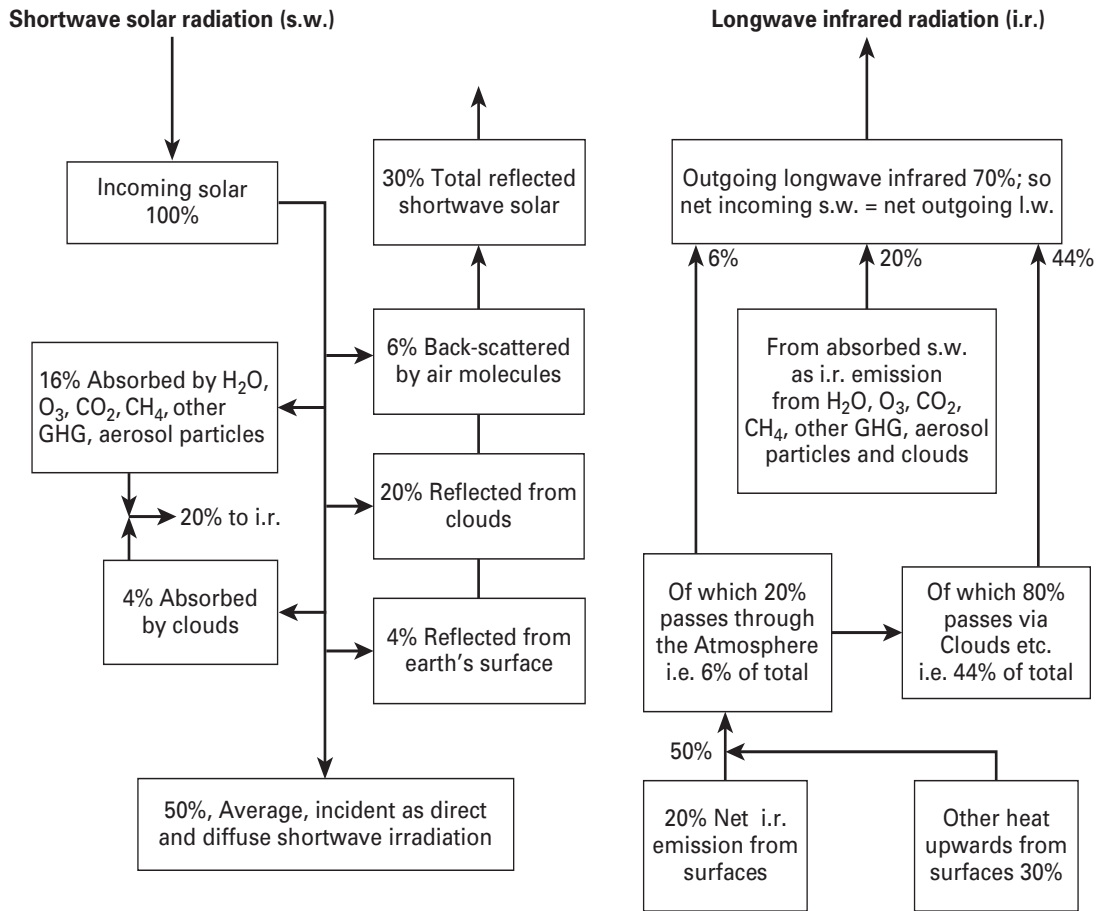 Shortwave solar radiation (s.w.)
Incoming solar
100%
30% Total reflected
shortwave solar
6% Back-scattered
by air molecules
16% Absorbed by H₂O,
O₃, CO₂, CH₄, other
GHG, aerosol particles
20% to i.r.
20% Reflected from
clouds
4% Absorbed
by clouds
4% Reflected from
earth's surface
50%, Average, incident as direct
and diffuse shortwave irradiation
Longwave infrared radiation (i.r.)
Outgoing longwave infrared 70%; so
net incoming s.w. = net outgoing l.w.
6%
20%
44%
From absorbed s.w.
as i.r. emission
from H₂O, O₃, CO₂,
CH₄, other GHG, aerosol
particles and clouds
Of which 20%
passes through
the Atmosphere
i.e. 6% of total
Of which 80%
passes via
Clouds etc.
i.e. 44% of total
50%
20% Net i.r.
emission from
surfaces
Other heat
upwards from
surfaces 30%